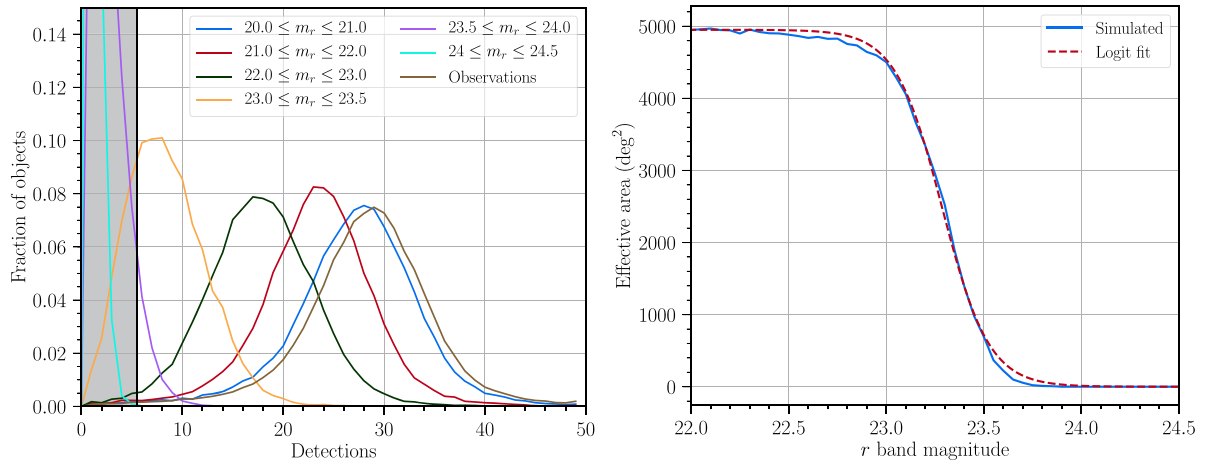 Fraction of objects
0.14
0.12
0.10
0.08
0.06
0.04
0.02
0.00
20.0 ≤ m_r ≤ 21.0
21.0 ≤ m_r ≤ 22.0
22.0 ≤ m_r ≤ 23.0
23.0 ≤ m_r ≤ 23.5
23.5 ≤ m_r ≤ 24.0
24 ≤ m_r ≤ 24.5
Observations
0 10 20 30 40 50
Detections
Effective area (deg²)
5000
4000
3000
2000
1000
0
Simulated
Logit fit
22.0 22.5 23.0 23.5 24.0 24.5
r band magnitude